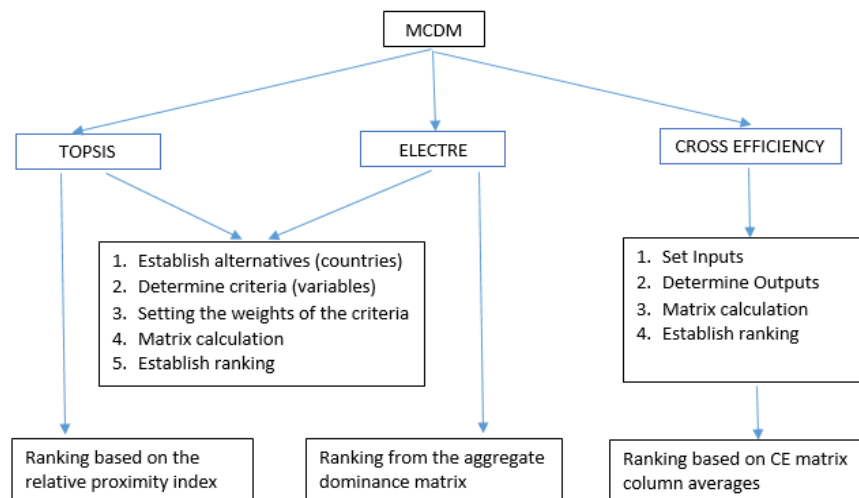 MCDM
TOPSIS
ELECTRE
CROSS EFFICIENCY
1. Establish alternatives (countries)
2. Determine criteria (variables)
3. Setting the weights of the criteria
4. Matrix calculation
5. Establish ranking
1. Set Inputs
2. Determine Outputs
3. Matrix calculation
4. Establish ranking
Ranking based on the
relative proximity index
Ranking from the aggregate
dominance matrix
Ranking based on CE matrix
column averages